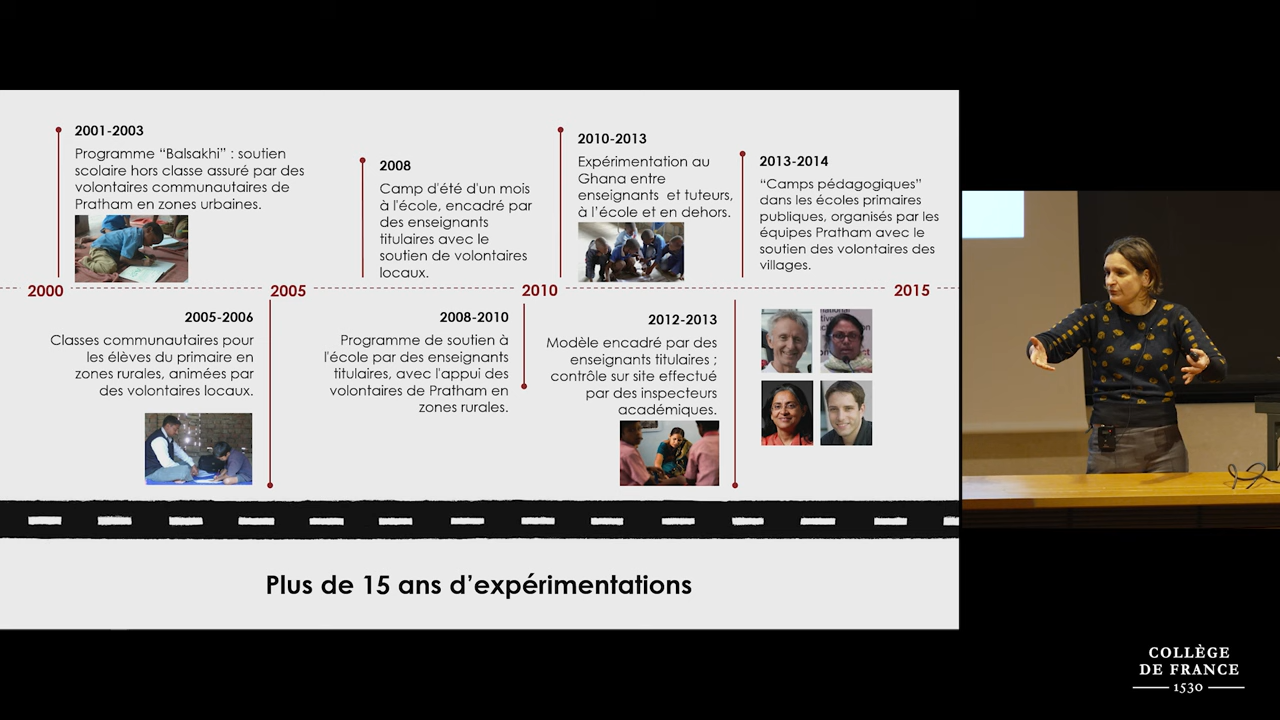 2001-2003
Programme “Balsakhi” : soutien
scolaire hors classe assuré par des
volontaires communautaires de
Pratham en zones urbaines.
2008
Camp d'été d'un mois
à l'école, encadré par
des enseignants
titulaires avec le
soutien de volontaires
locaux.
2010-2013
Expérimentation au
Ghana entre
enseignants et tuteurs,
à l’école et en dehors.
2013-2014
“Camps pédagogiques”
dans les écoles primaires
publiques, organisés par les
équipes Pratham avec le
soutien des volontaires des
villages.
2000
2005
2010
2015
2005-2006
Classes communautaires pour
les élèves du primaire en
zones rurales, animées par
des volontaires locaux.
2008-2010
Programme de soutien à
l'école par des enseignants
titulaires, avec l'appui des
volontaires de Pratham en
zones rurales.
2012-2013
Modèle encadré par des
enseignants titulaires ;
contrôle sur site effectué
par des inspecteurs
académiques.
Plus de 15 ans d’expérimentations
COLLÈGE
DE FRANCE
1530